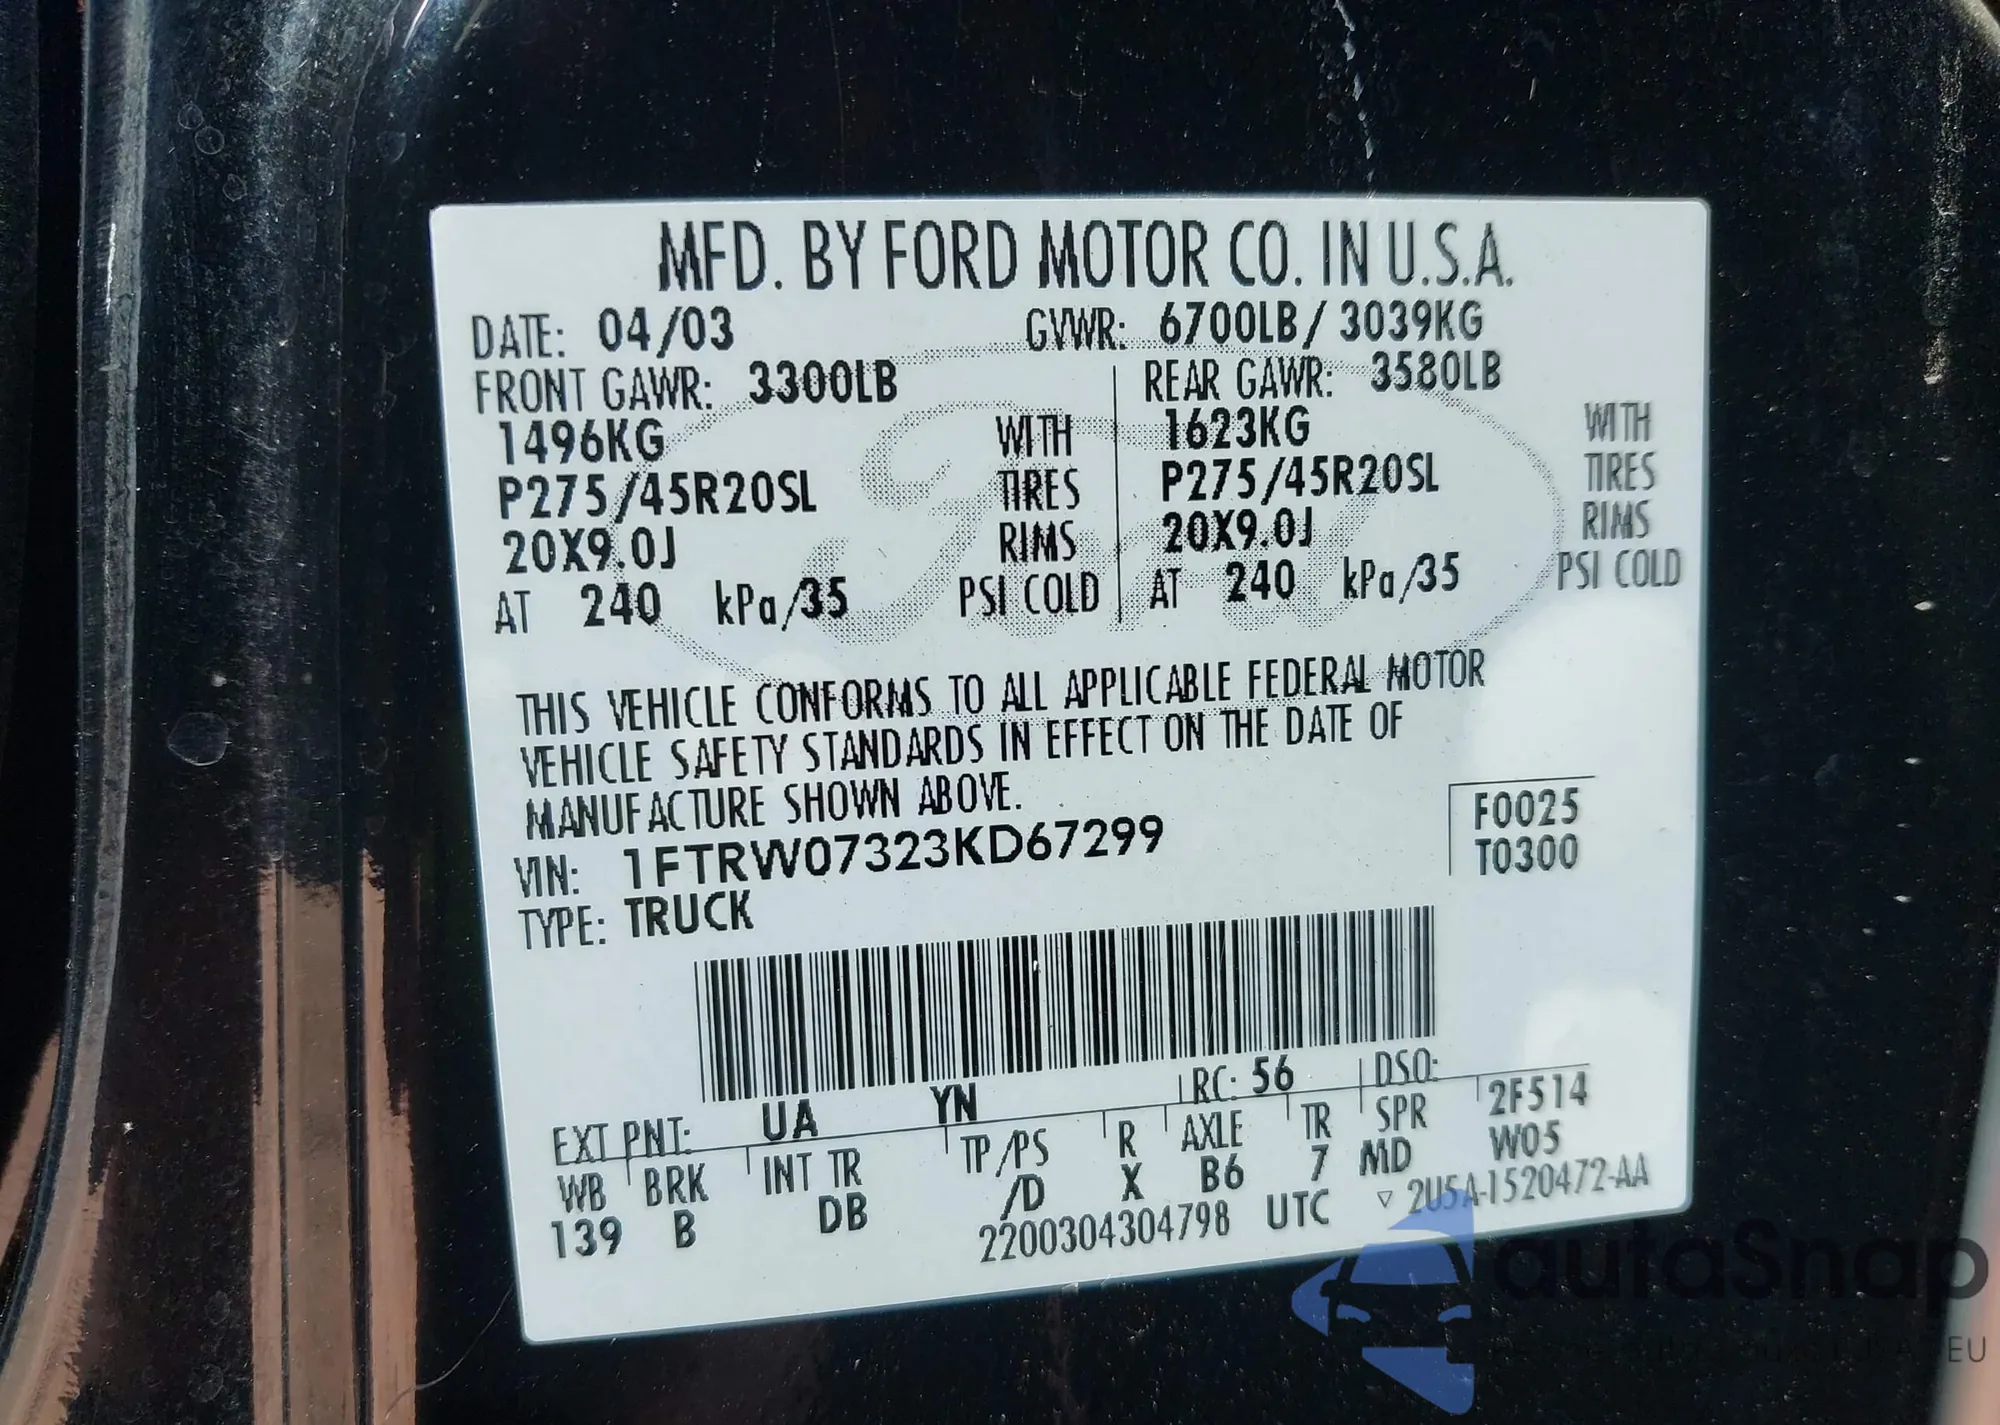 MFD. BY FORD MOTOR CO. IN U.S.A.
DATE: 04/03 GVWR: 6700LB/ 3039KG
FRONT GAWR: 3300LB REAR GAWR: 3580LB
1496KG WITH 1623KG WITH
P275/45R20SL TIRES P275/45R20SL TIRES
20X9.0J RIMS 20X9.0J RIMS
AT 240 kPa/35 PSI COLD AT 240 kPa/35 PSI COLD
THIS VEHICLE CONFORMS TO ALL APPLICABLE FEDERAL MOTOR
VEHICLE SAFETY STANDARDS IN EFFECT ON THE DATE OF
MANUFACTURE SHOWN ABOVE.
F0025
VIN: 1FTRW07323KD67299
T0300
TYPE: TRUCK
EXT PNT: UA YN RC: 56 DSO:
WB BRK INT TR TP/PS R AXLE TR SPR 2F514
139 B DB /D X B6 7 MD W05
2200304304798 UTC ▽ 2U5A-1520472-AA
autoSnap